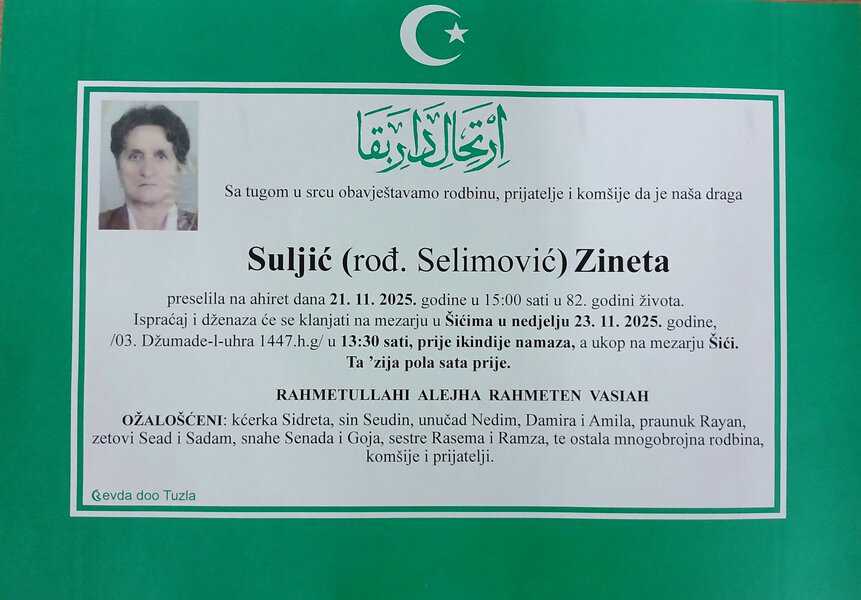 اِرْتِحَالِ دَارِ بَقَا
Sa tugom u srcu obavještavamo rodbinu, prijatelje i komšije da je naša draga
Suljić (rođ. Selimović) Zineta
preselila na ahiret dana 21. 11. 2025. godine u 15:00 sati u 82. godini života.
Ispraćaj i dženaza će se klanjati na mezarju u Šićima u nedjelju 23. 11. 2025. godine,
/03. Džumade-l-uhra 1447.h.g/ u 13:30 sati, prije ikindije namaza, a ukop na mezarju Šići.
Ta ’zija pola sata prije.
RAHMETULLAHI ALEJHA RAHMETEN VASIAH
OŽALOŠĆENI: kćerka Sidreta, sin Seudin, unučad Nedim, Damira i Amila, praunuk Rayan,
zetovi Sead i Sadam, snahe Senada i Goja, sestre Rasema i Ramza, te ostala mnogobrojna rodbina,
komšije i prijatelji.
Sevda doo Tuzla